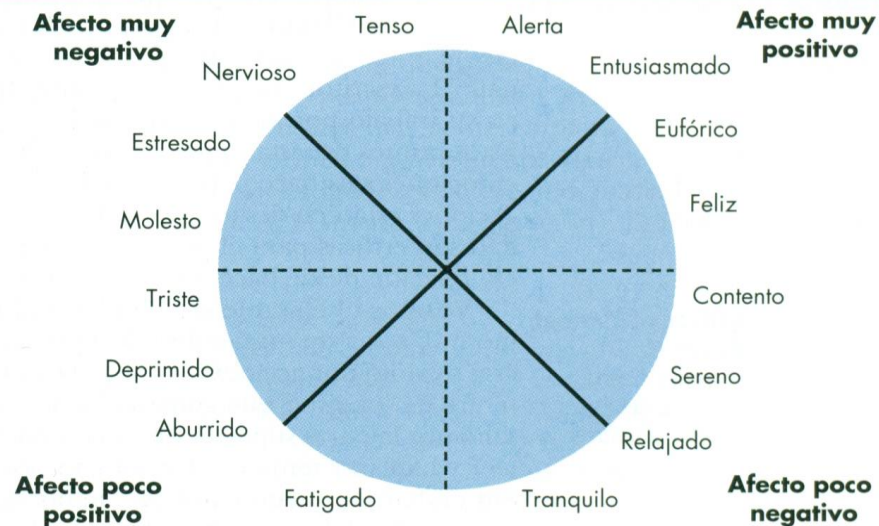 Afecto muy
negativo
Tenso
Alerta
Afecto muy
positivo
Nervioso
Entusiasmado
Estresado
Eufórico
Molesto
Feliz
Triste
Contento
Deprimido
Sereno
Aburrido
Relajado
Afecto poco
positivo
Fatigado
Tranquilo
Afecto poco
negativo